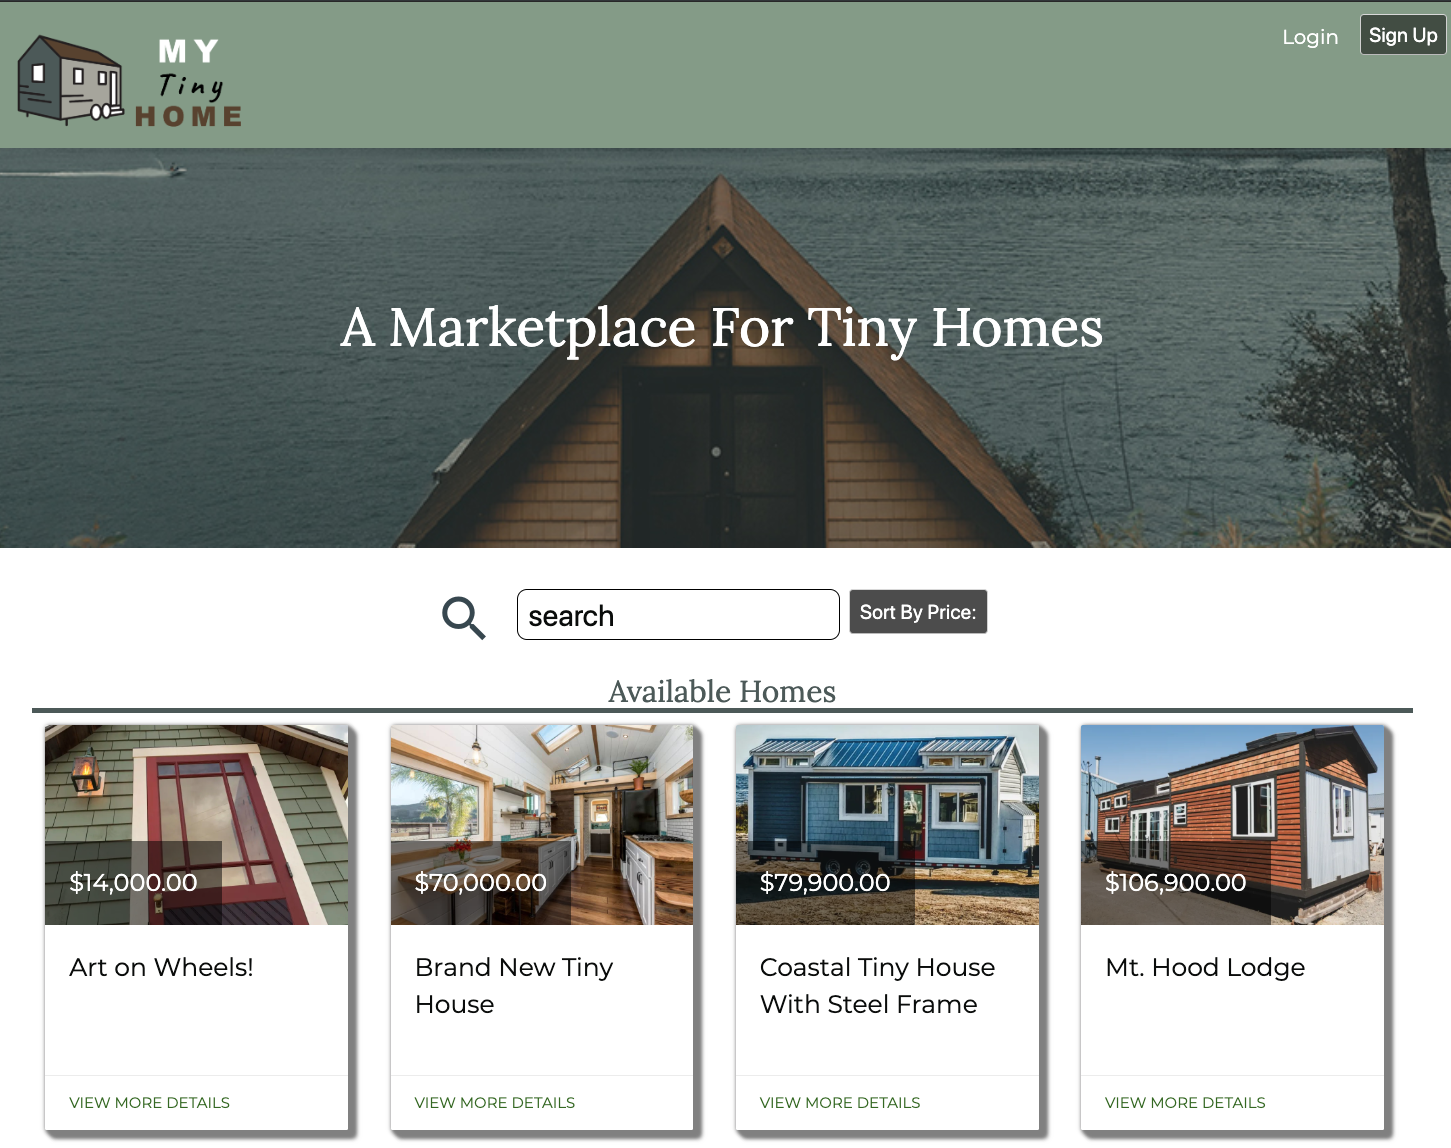 MY
Tiny
HOME
Login
Sign Up
A Marketplace For Tiny Homes
search
Sort By Price:
Available Homes
$14,000.00
Art on Wheels!
VIEW MORE DETAILS
$70,000.00
Brand New Tiny
House
VIEW MORE DETAILS
$79,900.00
Coastal Tiny House
With Steel Frame
VIEW MORE DETAILS
$106,900.00
Mt. Hood Lodge
VIEW MORE DETAILS